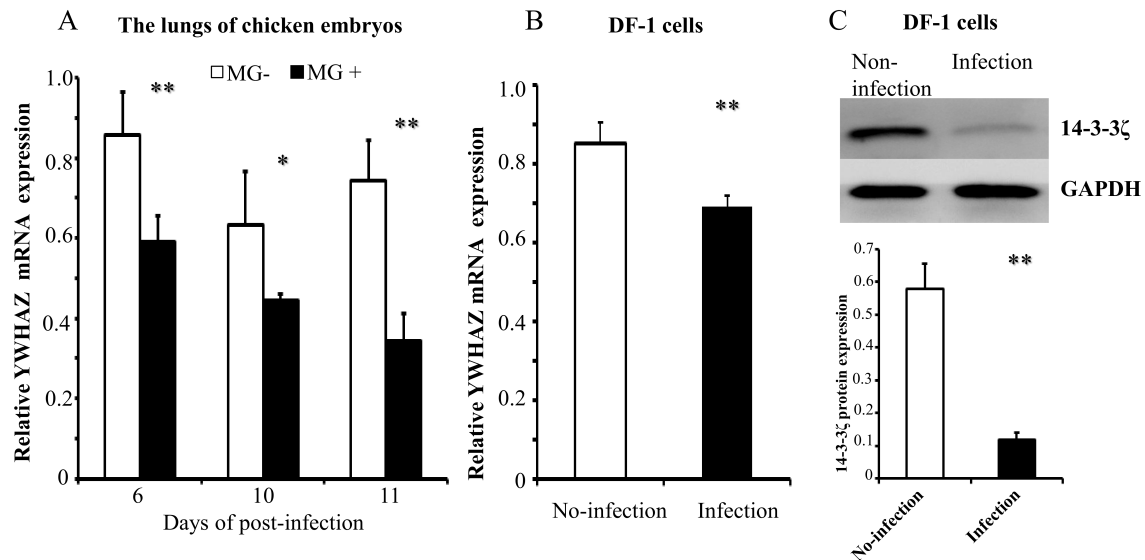 A The lungs of chicken embryos
MG- MG +
Relative YWHAZ mRNA expression
1.0
0.8
0.6
0.4
0.2
0
**
*
**
6 10 11
Days of post-infection
B DF-1 cells
Relative YWHAZ mRNA expression
1.0
0.8
0.6
0.4
0.2
0
**
No-infection Infection
C DF-1 cells
Non-
infection
Infection
14-3-3ζ
GAPDH
14-3-3ζ protein expression
0.7
0.6
0.5
0.4
0.3
0.2
0.1
0
**
No-infection
Infection